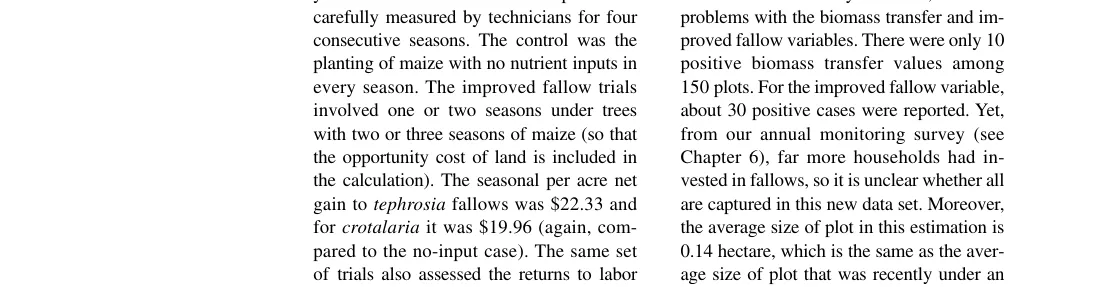 carefully measured by technicians for four
consecutive seasons. The control was the
planting of maize with no nutrient inputs in
every season. The improved fallow trials
involved one or two seasons under trees
with two or three seasons of maize (so that
the opportunity cost of land is included in
the calculation). The seasonal per acre net
gain to tephrosia fallows was $22.33 and
for crotalaria it was $19.96 (again, com-
pared to the no-input case). The same set
of trials also assessed the returns to labor
problems with the biomass transfer and im-
proved fallow variables. There were only 10
positive biomass transfer values among
150 plots. For the improved fallow variable,
about 30 positive cases were reported. Yet,
from our annual monitoring survey (see
Chapter 6), far more households had in-
vested in fallows, so it is unclear whether all
are captured in this new data set. Moreover,
the average size of plot in this estimation is
0.14 hectare, which is the same as the aver-
age size of plot that was recently under an